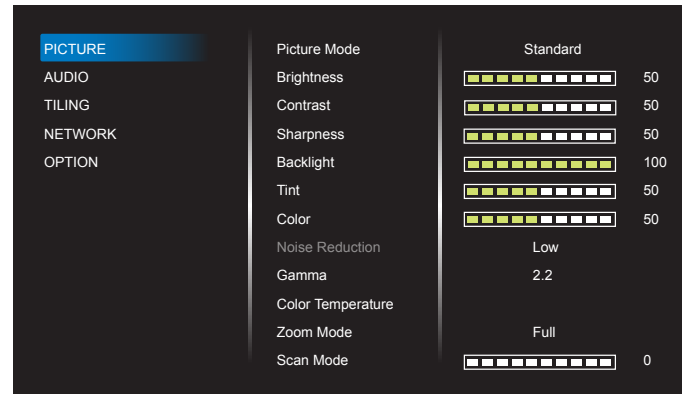 PICTURE
AUDIO
TILING
NETWORK
OPTION
Picture Mode Standard
Brightness 50
Contrast 50
Sharpness 50
Backlight 100
Tint 50
Color 50
Noise Reduction Low
Gamma 2.2
Color Temperature
Zoom Mode Full
Scan Mode 0